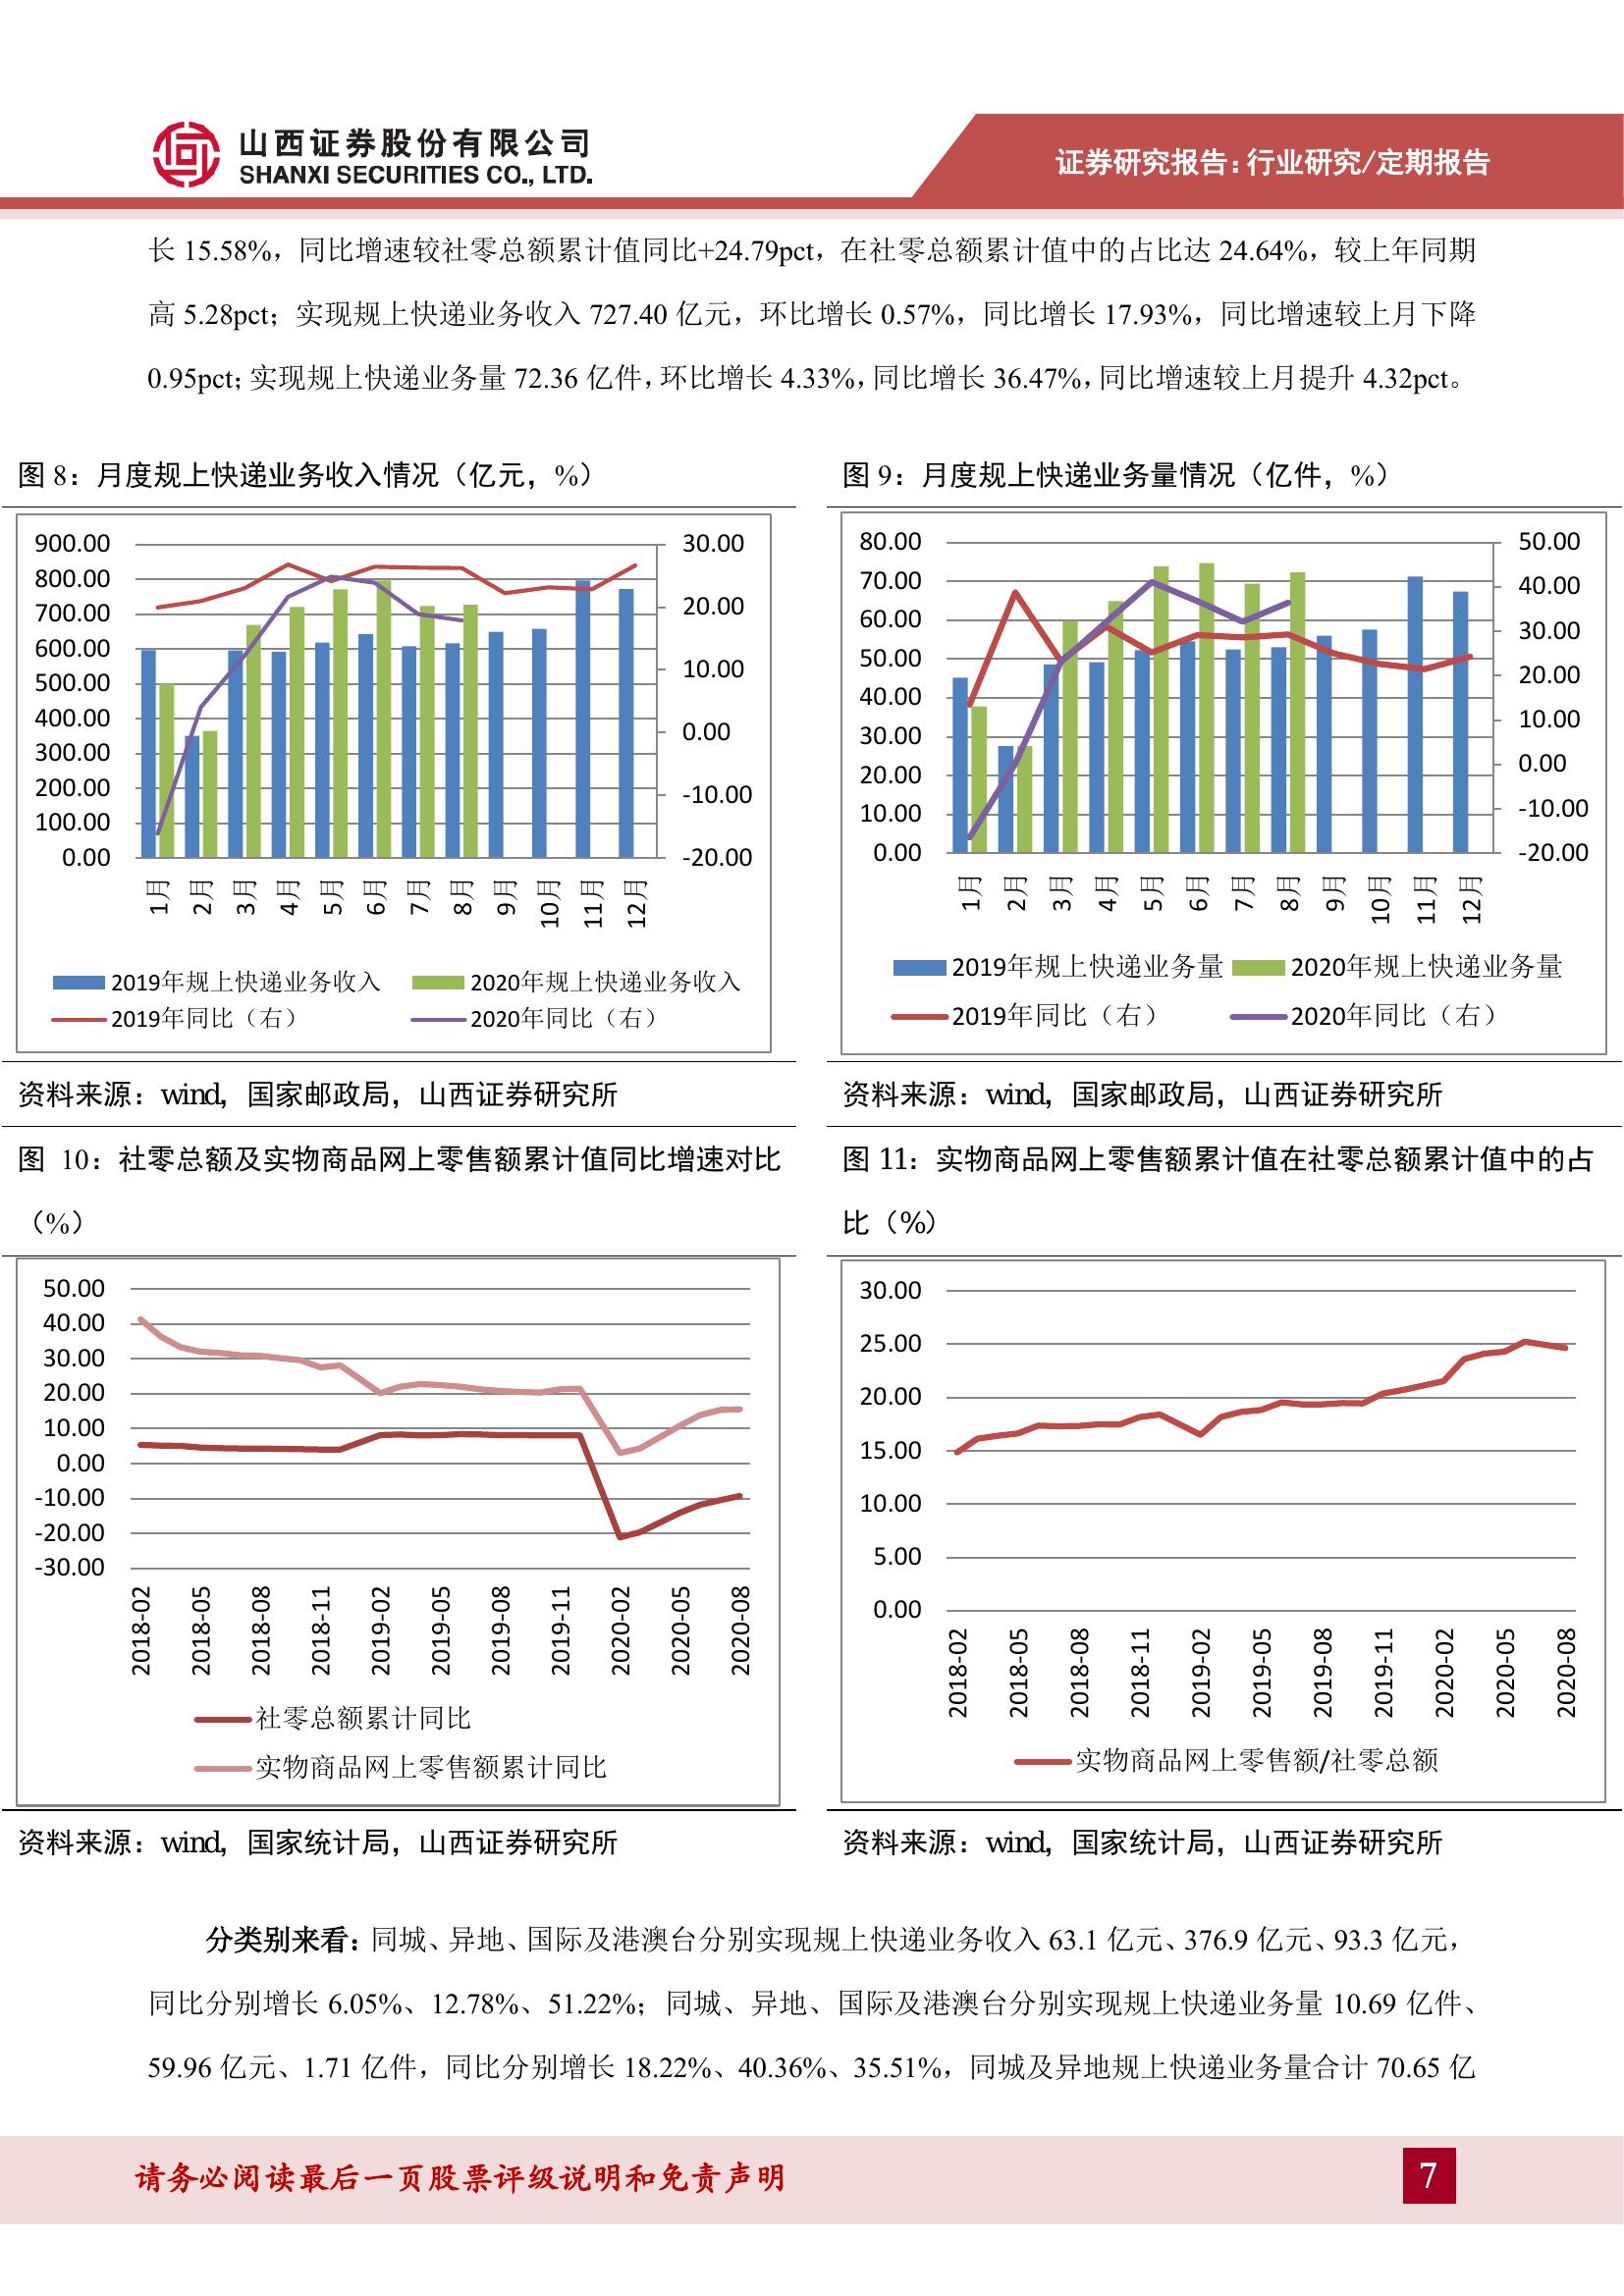 山西证券股份有限公司
SHANXI SECURITIES CO., LTD.
证券研究报告:行业研究/定期报告
长 15.58%，同比增速较社零总额累计值同比+24.79pct，在社零总额累计值中的占比达 24.64%，较上年同期
高 5.28pct；实现规上快递业务收入 727.40 亿元，环比增长 0.57%，同比增长 17.93%，同比增速较上月下降
0.95pct；实现规上快递业务量 72.36 亿件，环比增长 4.33%，同比增长 36.47%，同比增速较上月提升 4.32pct。
图 8：月度规上快递业务收入情况（亿元，%）
900.00
800.00
700.00
600.00
500.00
400.00
300.00
200.00
100.00
0.00
30.00
20.00
10.00
0.00
-10.00
-20.00
1月
2月
3月
4月
5月
6月
7月
8月
9月
10月
11月
12月
2019年规上快递业务收入
2020年规上快递业务收入
2019年同比（右）
2020年同比（右）
资料来源：wind，国家邮政局，山西证券研究所
图 9：月度规上快递业务量情况（亿件，%）
80.00
70.00
60.00
50.00
40.00
30.00
20.00
10.00
0.00
50.00
40.00
30.00
20.00
10.00
0.00
-10.00
-20.00
1月
2月
3月
4月
5月
6月
7月
8月
9月
10月
11月
12月
2019年规上快递业务量
2020年规上快递业务量
2019年同比（右）
2020年同比（右）
资料来源：wind，国家邮政局，山西证券研究所
图 10：社零总额及实物商品网上零售额累计值同比增速对比
（%）
50.00
40.00
30.00
20.00
10.00
0.00
-10.00
-20.00
-30.00
2018-02
2018-05
2018-08
2018-11
2019-02
2019-05
2019-08
2019-11
2020-02
2020-05
2020-08
社零总额累计同比
实物商品网上零售额累计同比
资料来源：wind，国家统计局，山西证券研究所
图 11：实物商品网上零售额累计值在社零总额累计值中的占
比（%）
30.00
25.00
20.00
15.00
10.00
5.00
0.00
2018-02
2018-05
2018-08
2018-11
2019-02
2019-05
2019-08
2019-11
2020-02
2020-05
2020-08
实物商品网上零售额/社零总额
资料来源：wind，国家统计局，山西证券研究所
分类别来看：同城、异地、国际及港澳台分别实现规上快递业务收入 63.1 亿元、376.9 亿元、93.3 亿元，
同比分别增长 6.05%、12.78%、51.22%；同城、异地、国际及港澳台分别实现规上快递业务量 10.69 亿件、
59.96 亿元、1.71 亿件，同比分别增长 18.22%、40.36%、35.51%，同城及异地规上快递业务量合计 70.65 亿
请务必阅读最后一页股票评级说明和免责声明
7